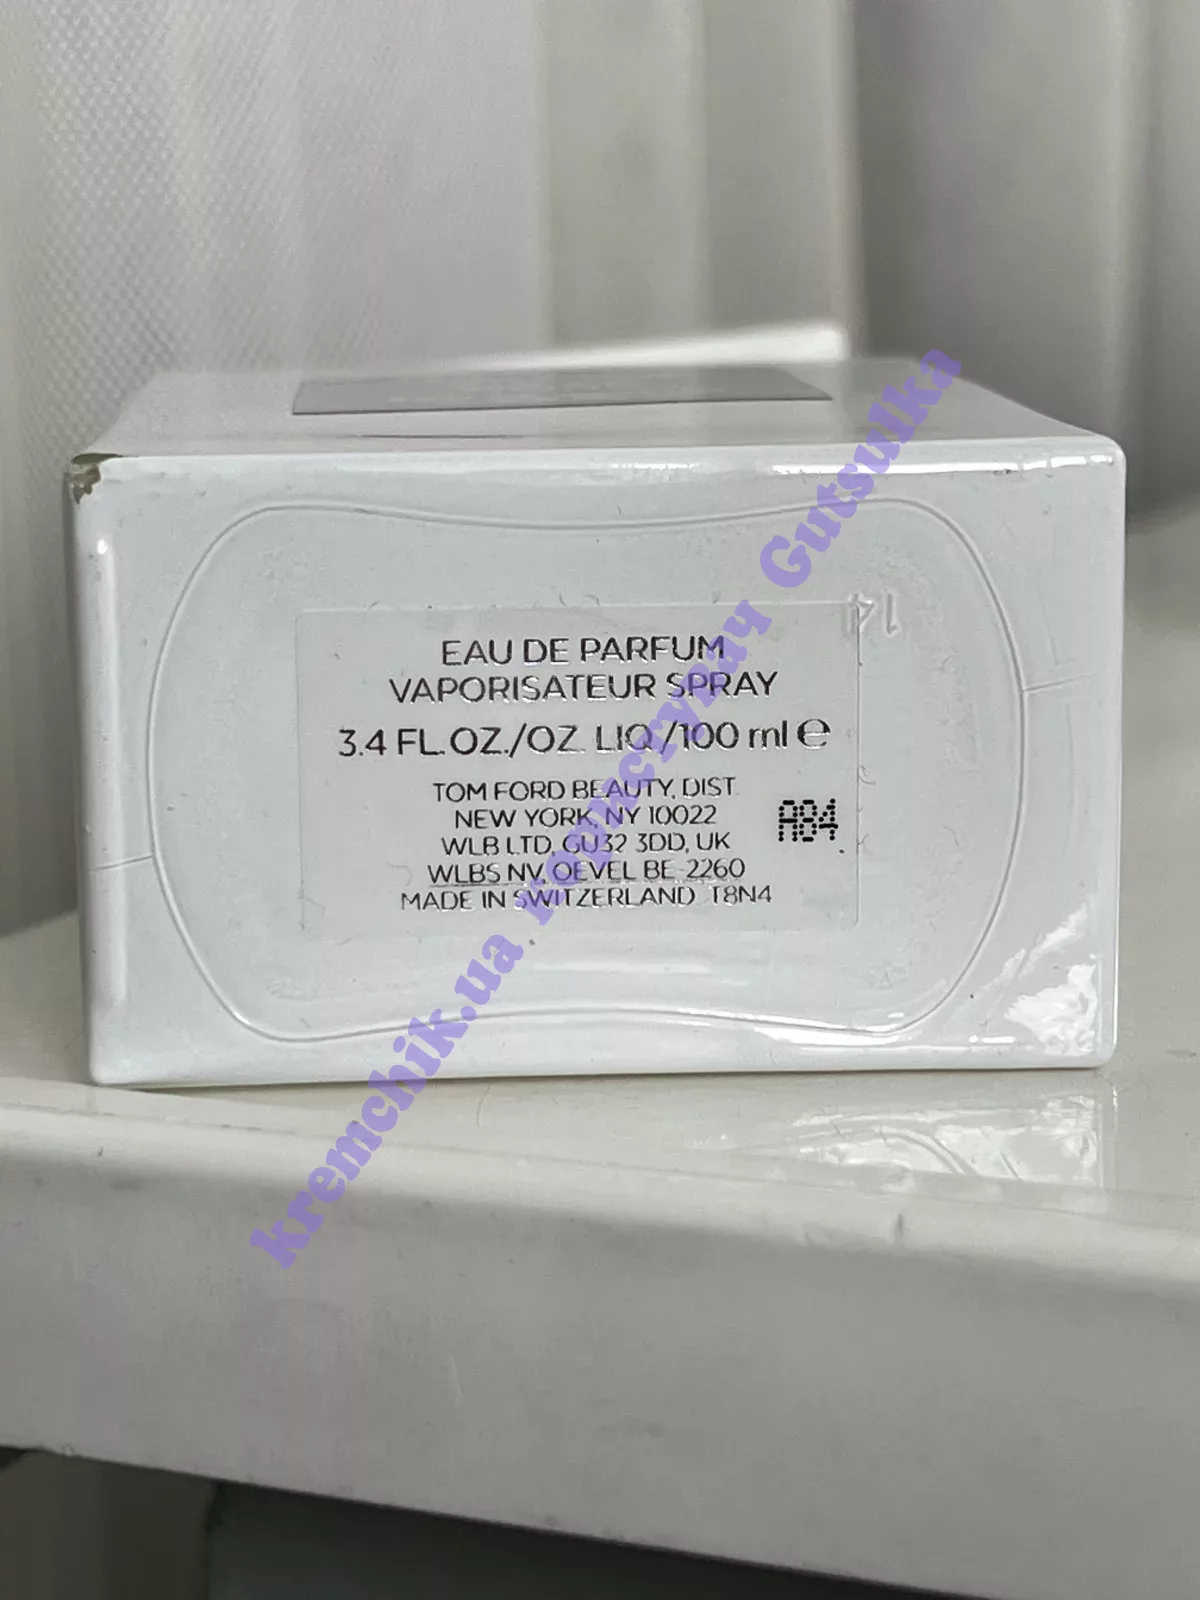 14
EAU DE PARFUM
VAPORISATEUR SPRAY
3.4 FL.OZ./OZ. LIQ./100 ml ℮
TOM FORD BEAUTY, DIST.
NEW YORK, NY 10022
WLB LTD, GU32 3DD, UK
WLBS NV, OEVEL BE-2260
MADE IN SWITZERLAND T8N4
A84
kremchik.ua користувач Gutsulka